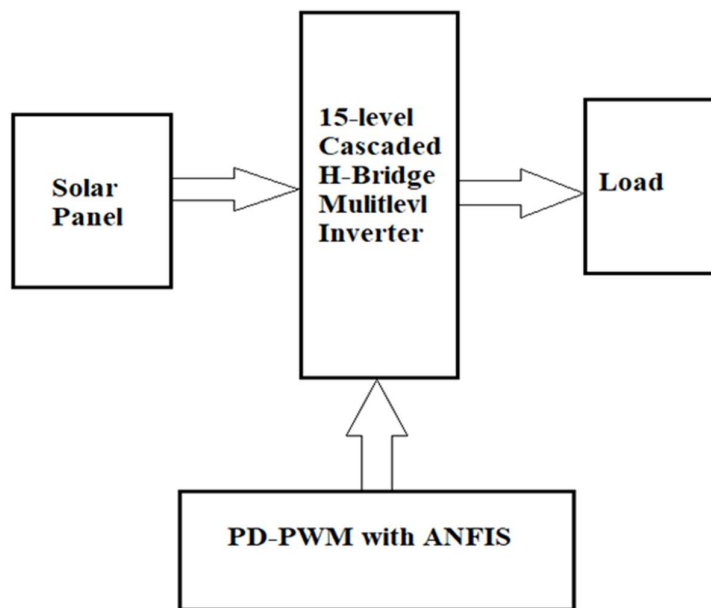 15-level
Cascaded
H-Bridge
Mulitlevl
Inverter
Solar
Panel
Load
PD-PWM with ANFIS